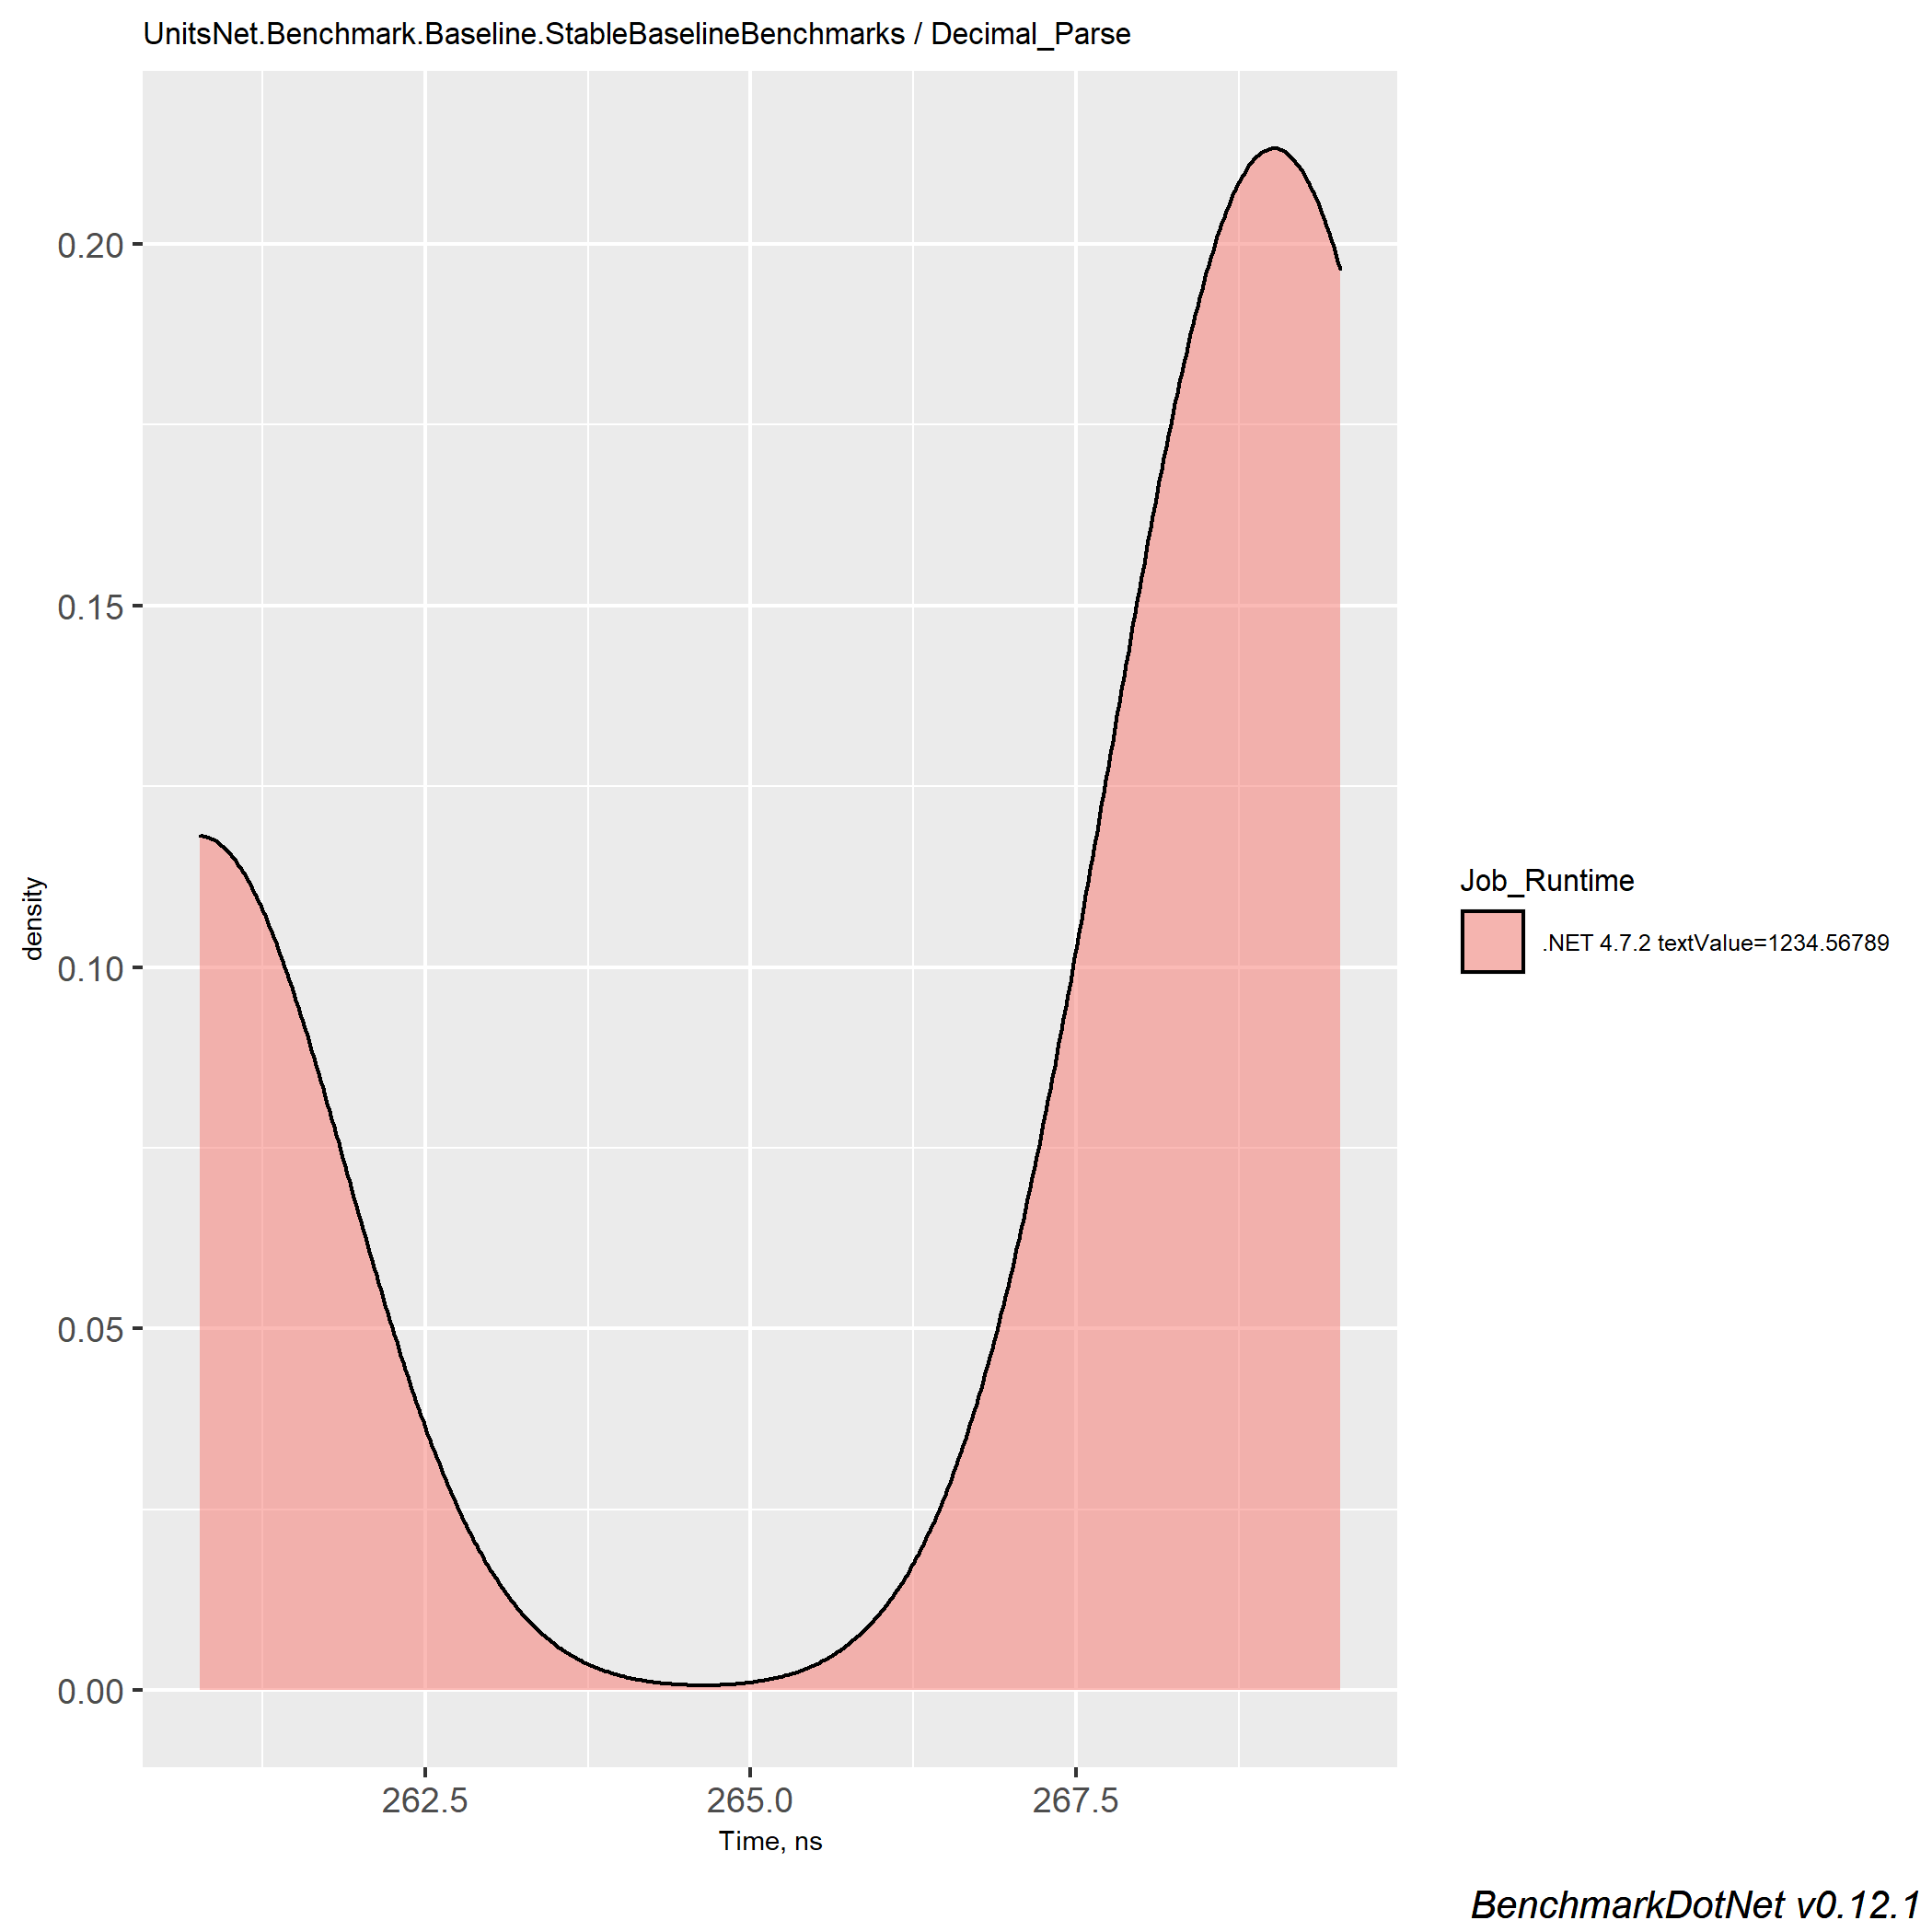 UnitsNet.Benchmark.Baseline.StableBaselineBenchmarks / Decimal_Parse
0.20
0.15
0.10
0.05
0.00
density
262.5 265.0 267.5
Time, ns
Job_Runtime
.NET 4.7.2 textValue=1234.56789
BenchmarkDotNet v0.12.1